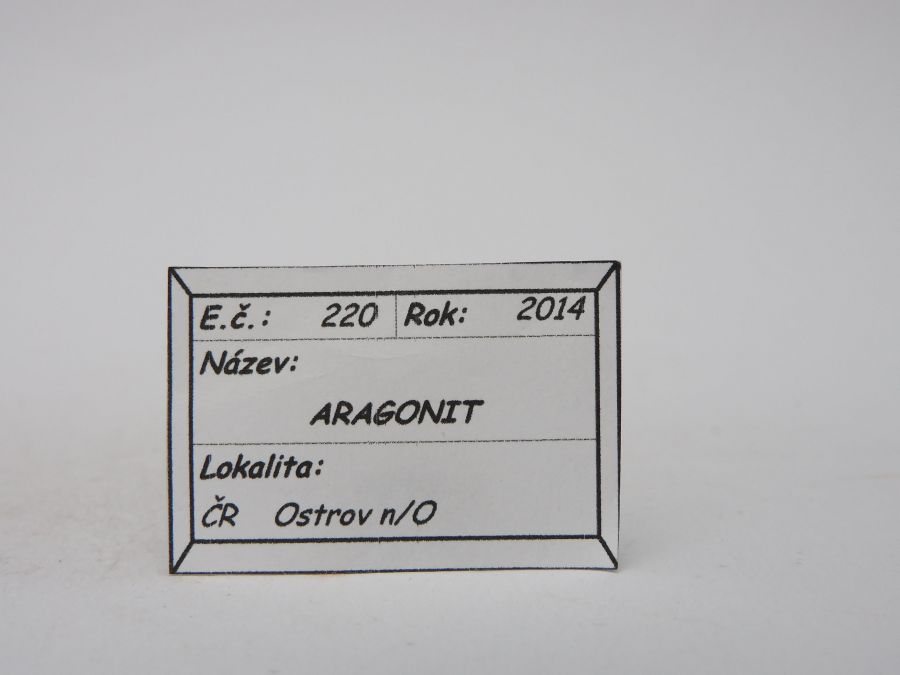 E.č.: 220 Rok: 2014
Název:
ARAGONIT
Lokalita:
ČR Ostrov n/O